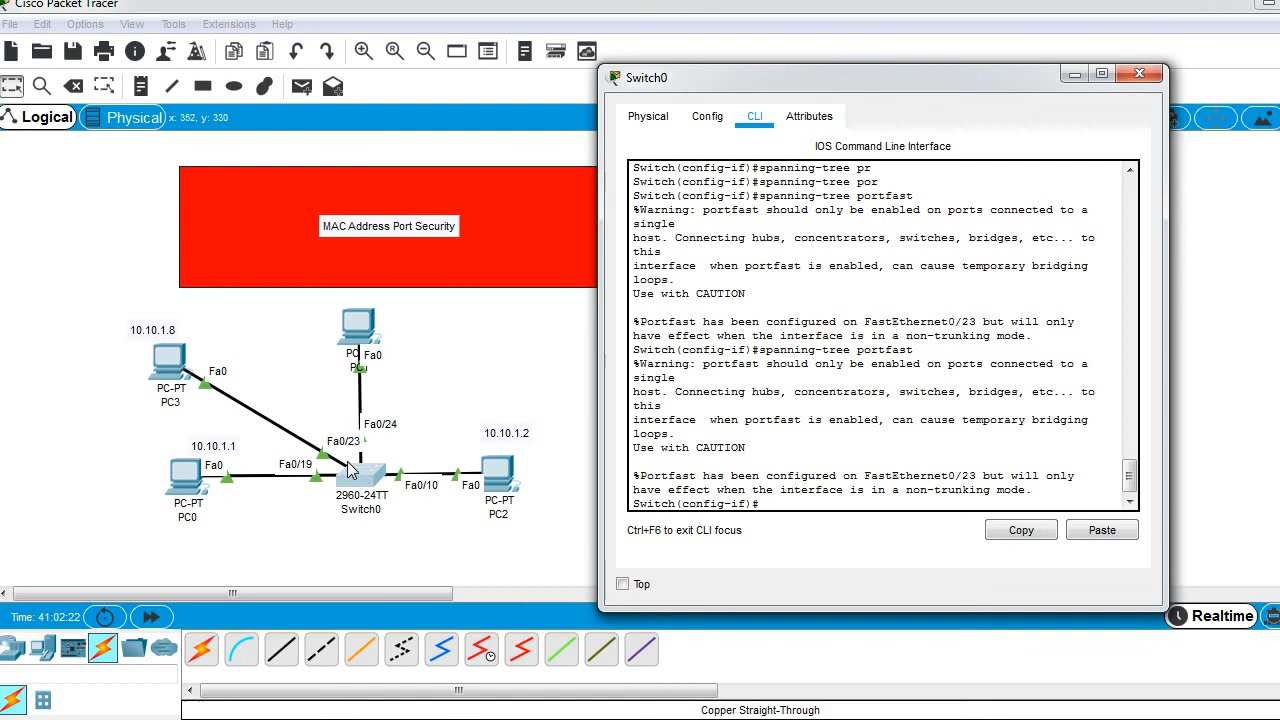 Cisco Packet Tracer
File Edit View Tools Extensions Help
Logical Physical x: 352, y: 330
MAC Address Port Security
10.10.1.8
Fa0
PC-PT
PC3
Fa0
Fa0/24
Fa0/23
10.10.1.1
Fa0
Fa0/19
PC-PT
PC0
2960-24TT
Switch0
10.10.1.2
Fa0/10
Fa0
PC-PT
PC2
Switch0
Physical Config CLI Attributes
IOS Command Line Interface
Switch(config-if)#spanning-tree pr
Switch(config-if)#spanning-tree por
Switch(config-if)#spanning-tree portfast
%Warning: portfast should only be enabled on ports connected to a
single
host. Connecting hubs, concentrators, switches, bridges, etc... to
this
interface  when portfast is enabled, can cause temporary bridging
loops.
Use with CAUTION
%Portfast has been configured on FastEthernet0/23 but will only
have effect when the interface is in a non-trunking mode.
Switch(config-if)#spanning-tree portfast
%Warning: portfast should only be enabled on ports connected to a
single
host. Connecting hubs, concentrators, switches, bridges, etc... to
this
interface  when portfast is enabled, can cause temporary bridging
loops.
Use with CAUTION
%Portfast has been configured on FastEthernet0/23 but will only
have effect when the interface is in a non-trunking mode.
Switch(config-if)#
Ctrl+F6 to exit CLI focus
Copy Paste
Top
Time: 41:02:22
Realtime
Copper Straight-Through